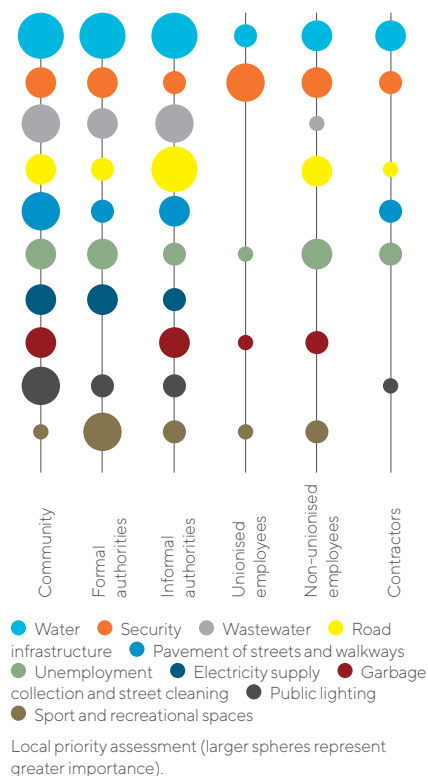 Community
Formal
authorities
Informal
authorities
Unionised
employees
Non-unionised
employees
Contractors
Water Security Wastewater Road
infrastructure Pavement of streets and walkways
Unemployment Electricity supply Garbage
collection and street cleaning Public lighting
Sport and recreational spaces
Local priority assessment (larger spheres represent
greater importance).